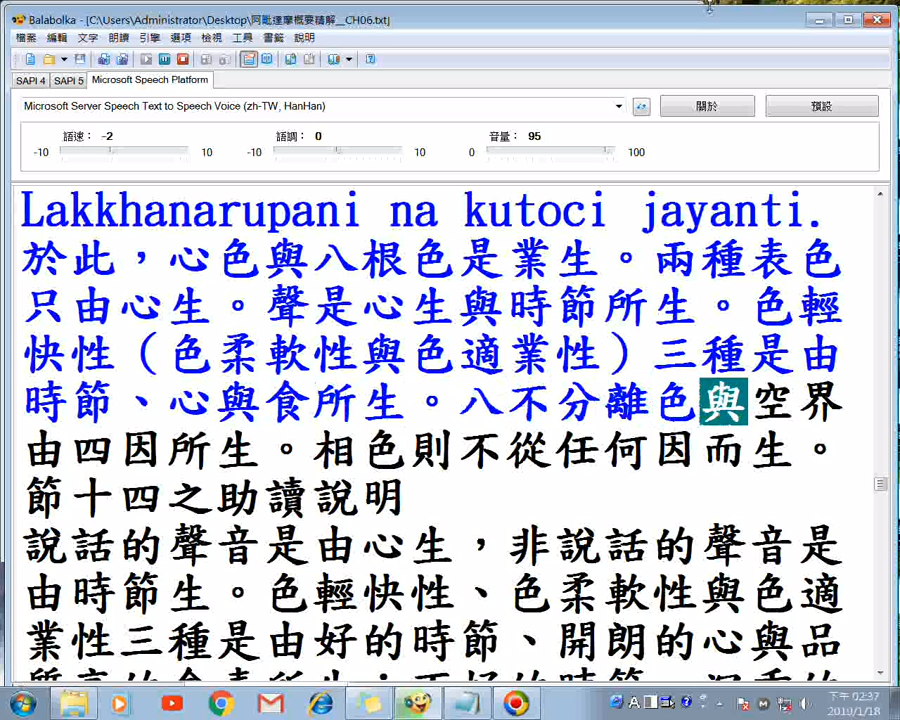 Balabolka - [C:\Users\Administrator\Desktop\阿毗達摩概要精解__CH06.txt]
檔案 編輯 文字 朗讀 引擎 選項 檢視 工具 書籤 說明
SAPI 4 SAPI 5 Microsoft Speech Platform
Microsoft Server Speech Text to Speech Voice (zh-TW, HanHan) 關於 預設
語速： -2 語調： 0 音量： 95
-10 10 -10 10 0 100
Lakkhanarupani na kutoci jayanti.
於此，心色與八根色是業生。兩種表色
只由心生。聲是心生與時節所生。色輕
快性（色柔軟性與色適業性）三種是由
時節、心與食所生。八不分離色與空界
由四因所生。相色則不從任何因而生。
節十四之助讀說明
說話的聲音是由心生，非說話的聲音是
由時節生。色輕快性、色柔軟性與色適
業性三種是由好的時節、開朗的心與品
下午 02:37
2019/1/18